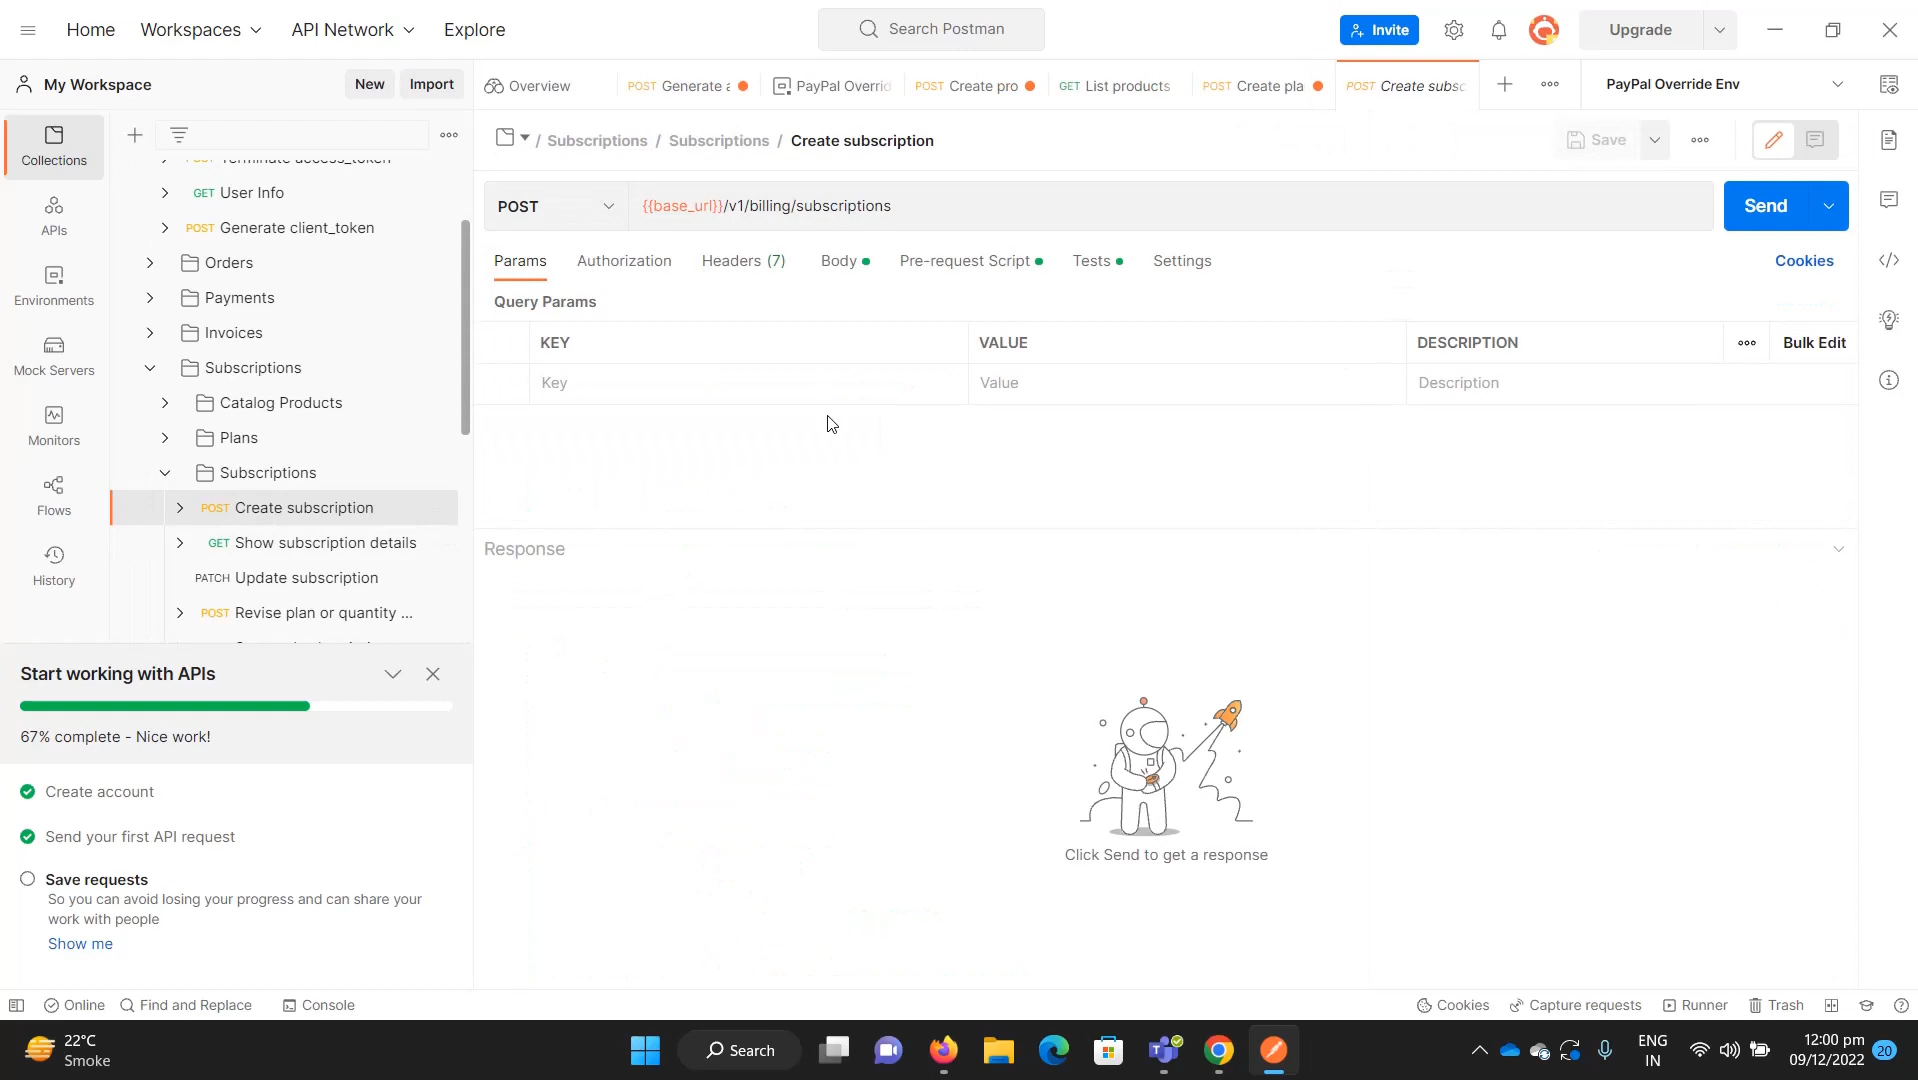 Home
Workspaces
API Network
Explore
Search Postman
Invite
Upgrade
My Workspace
New
Import
Overview
POST Generate a
PayPal Overrid
POST Create pro
GET List products
POST Create pla
POST Create subsc
PayPal Override Env
Collections
APIs
Environments
Mock Servers
Monitors
Flows
History
Terminate access_token
GET User Info
POST Generate client_token
Orders
Payments
Invoices
Subscriptions
Catalog Products
Plans
Subscriptions
POST Create subscription
GET Show subscription details
PATCH Update subscription
POST Revise plan or quantity ...
/ Subscriptions / Subscriptions / Create subscription
Save
POST
{{base_url}}/v1/billing/subscriptions
Send
Params
Authorization
Headers (7)
Body
Pre-request Script
Tests
Settings
Cookies
Query Params
KEY
VALUE
DESCRIPTION
Bulk Edit
Key
Value
Description
Response
Click Send to get a response
Start working with APIs
67% complete - Nice work!
Create account
Send your first API request
Save requests
So you can avoid losing your progress and can share your
work with people
Show me
Online
Find and Replace
Console
Cookies
Capture requests
Runner
Trash
22°C
Smoke
Search
ENG
IN
12:00 pm
09/12/2022
20